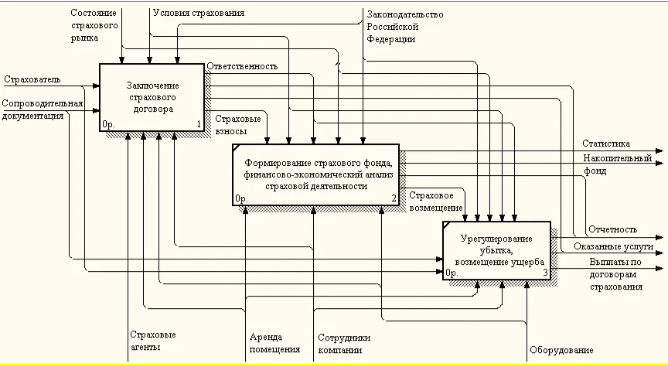 Состояние
страхового
рынка
Условия страхования
Законодательство
Российской
Федерации
Страхователь
Сопроводительная
документация
Заключение
страхового
договора
0р. 1
Ответственность
Страховые
взносы
Формирование страхового фонда,
финансово-экономический анализ
страховой деятельности
0р. 2
Статистика
Накопительный
фонд
Страховое
возмещение
Урегулирование
убытка,
возмещение ущерба
0р. 3
Отчетность
Оказанные услуги
Выплаты по
договорам
страхования
Страховые
агенты
Аренда
помещения
Сотрудники
компании
Оборудование